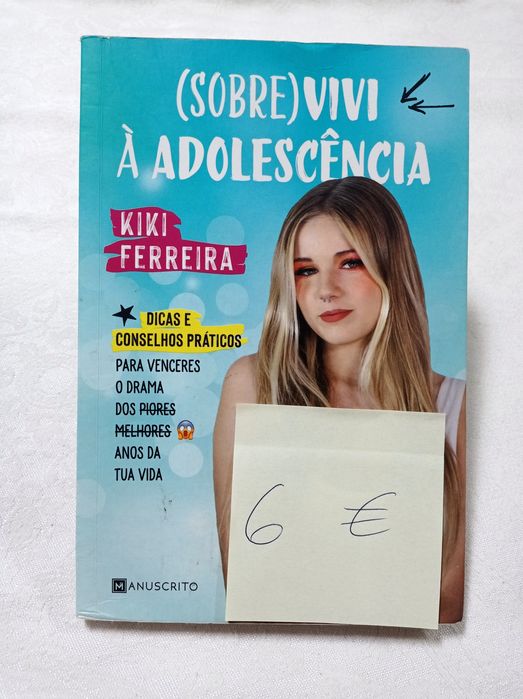 (SOBRE)VIVI
À ADOLESCÊNCIA
KIKI
FERREIRA
DICAS E
CONSELHOS PRÁTICOS
PARA VENCERES
O DRAMA
DOS PIORES
MELHORES 😱
ANOS DA
TUA VIDA
6 €
MANUSCRITO